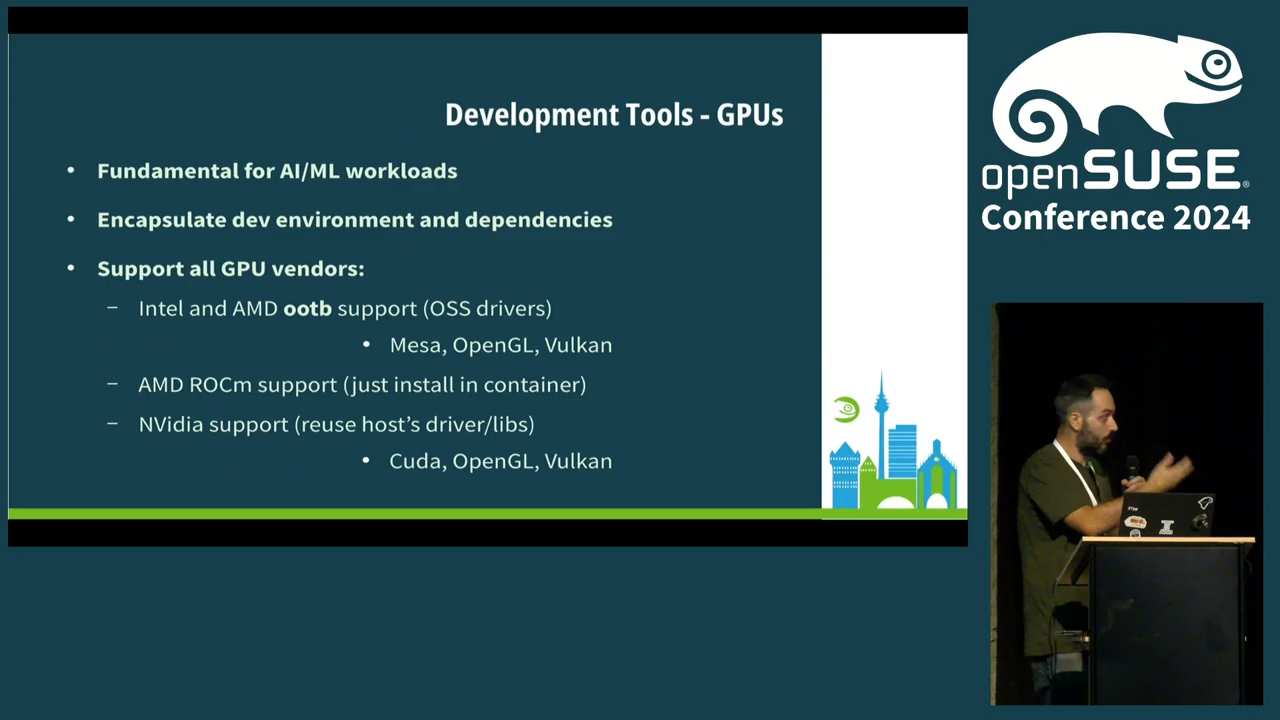 Development Tools - GPUs
• Fundamental for AI/ML workloads
• Encapsulate dev environment and dependencies
• Support all GPU vendors:
– Intel and AMD ootb support (OSS drivers)
• Mesa, OpenGL, Vulkan
– AMD ROCm support (just install in container)
– NVidia support (reuse host's driver/libs)
• Cuda, OpenGL, Vulkan
openSUSE®
Conference 2024